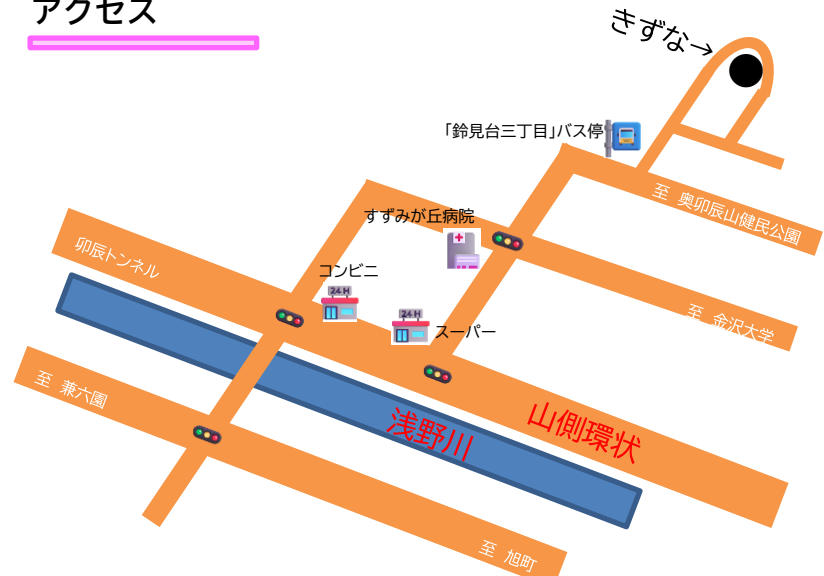 アクセス
きずな→
「鈴見台三丁目」バス停
至 奥卯辰山健民公園
すずみが丘病院
卯辰トンネル
コンビニ
24 H
24 H
スーパー
至 金沢大学
至 兼六園
浅野川
山側環状
至 旭町